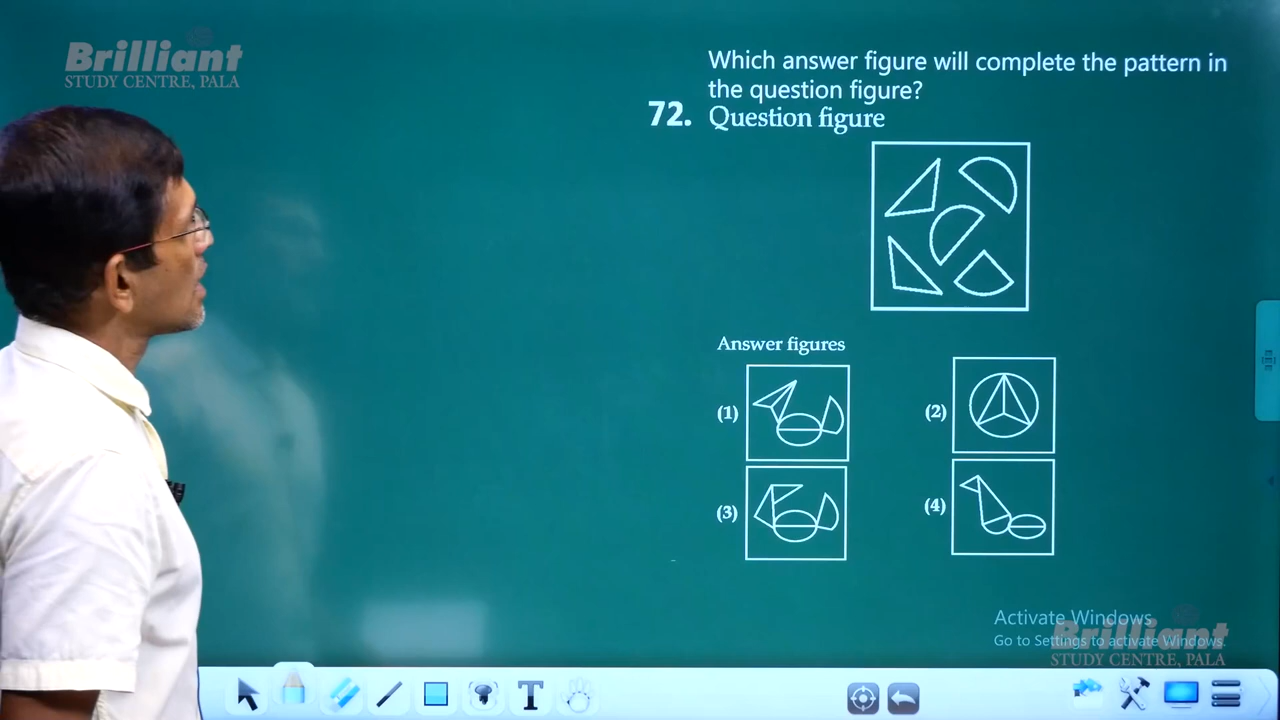 Brilliant
STUDY CENTRE, PALA
Which answer figure will complete the pattern in
the question figure?
72. Question figure
Answer figures
(1)
(2)
(3)
(4)
Activate Windows
Go to Settings to activate Windows.
Brilliant
STUDY CENTRE, PALA
T